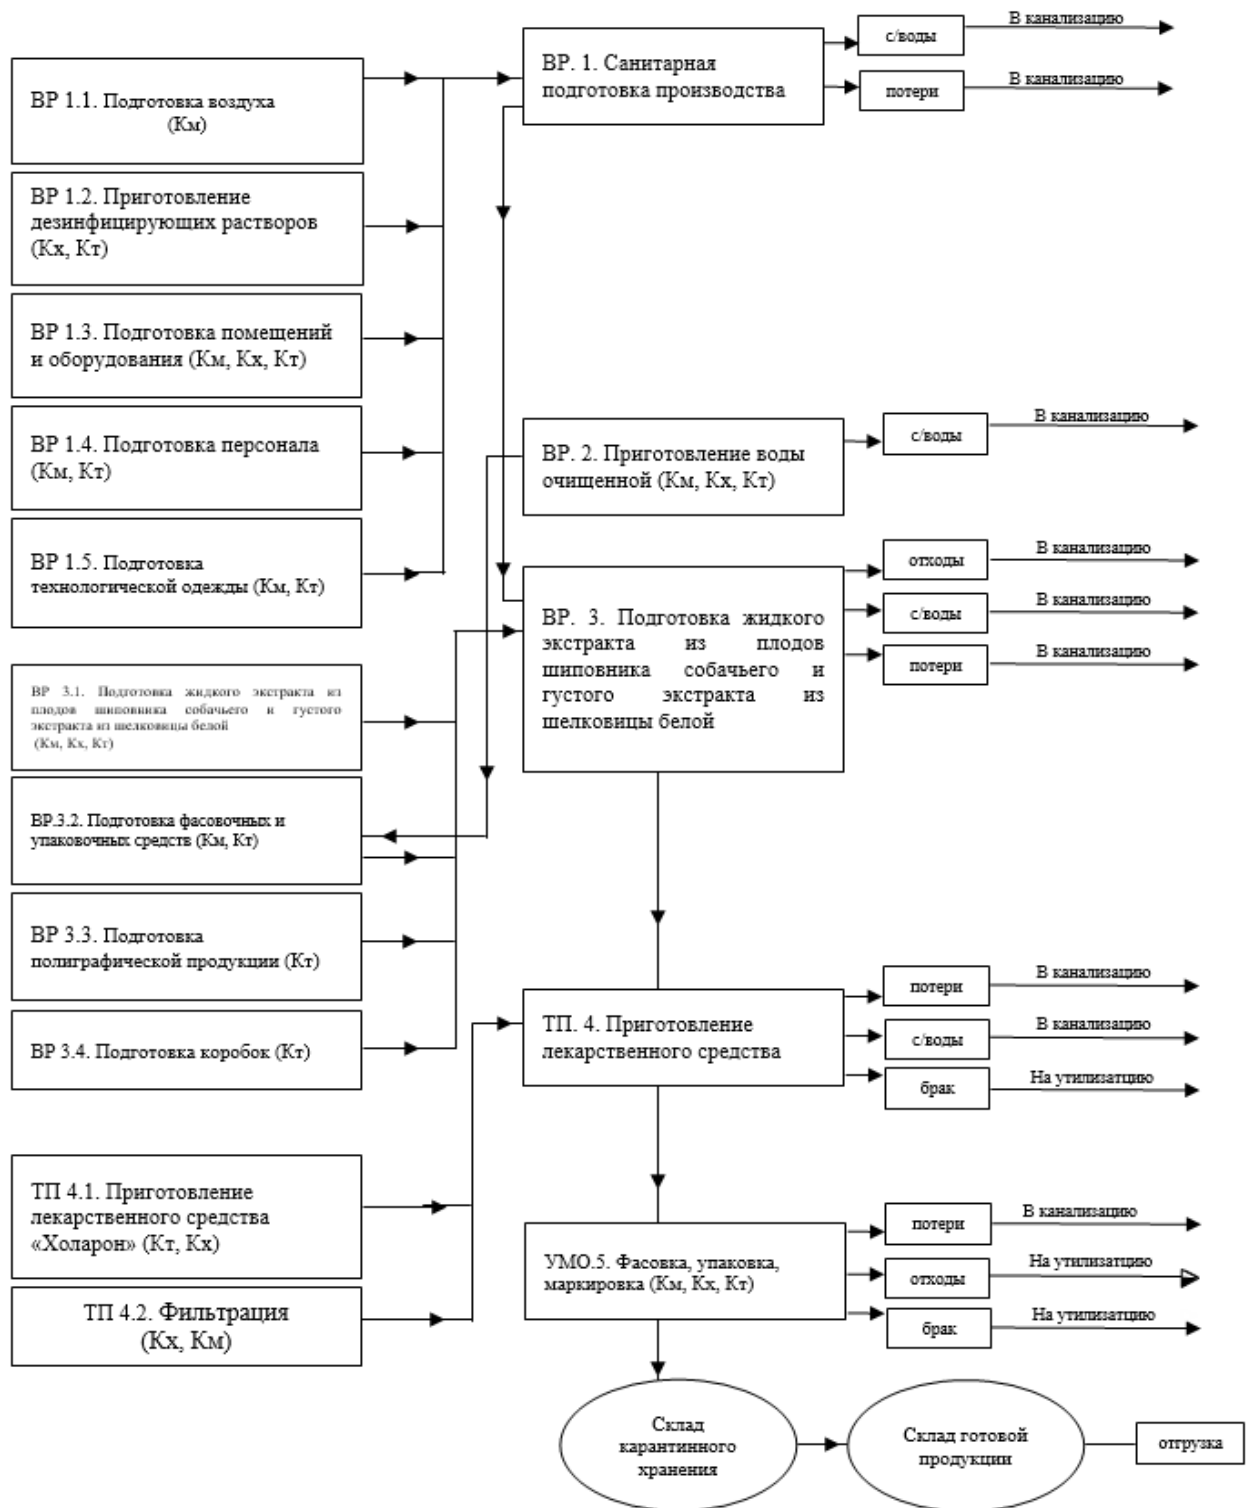 ВР 1.1. Подготовка воздуха
(Км)
ВР 1.2. Приготовление
дезинфицирующих растворов
(Кх, Кт)
ВР 1.3. Подготовка помещений
и оборудования (Км, Кх, Кт)
ВР 1.4. Подготовка персонала
(Км, Кт)
ВР 1.5. Подготовка
технологической одежды (Км, Кт)
ВР 3.1. Подготовка жидкого экстракта из
плодов шиповника собачьего и густого
экстракта из шелковицы белой
(Км, Кх, Кт)
ВР.3.2. Подготовка фасовочных и
упаковочных средств (Км, Кт)
ВР 3.3. Подготовка
полиграфической продукции (Кт)
ВР 3.4. Подготовка коробок (Кт)
ТП 4.1. Приготовление
лекарственного средства
«Холарон» (Кт, Кх)
ТП 4.2. Фильтрация
(Кх, Км)
ВР. 1. Санитарная
подготовка производства
с/воды
В канализацию
потери
В канализацию
ВР. 2. Приготовление воды
очищенной (Км, Кх, Кт)
с/воды
В канализацию
ВР. 3. Подготовка жидкого
экстракта из плодов
шиповника собачьего и
густого экстракта из
шелковицы белой
отходы
В канализацию
с/воды
В канализацию
потери
В канализацию
ТП. 4. Приготовление
лекарственного средства
потери
В канализацию
с/воды
В канализацию
брак
На утилизатцию
УМО.5. Фасовка, упаковка,
маркировка (Км, Кх, Кт)
потери
В канализацию
отходы
На утилизатцию
брак
На утилизатцию
Склад
карантинного
хранения
Склад готовой
продукции
отгрузка